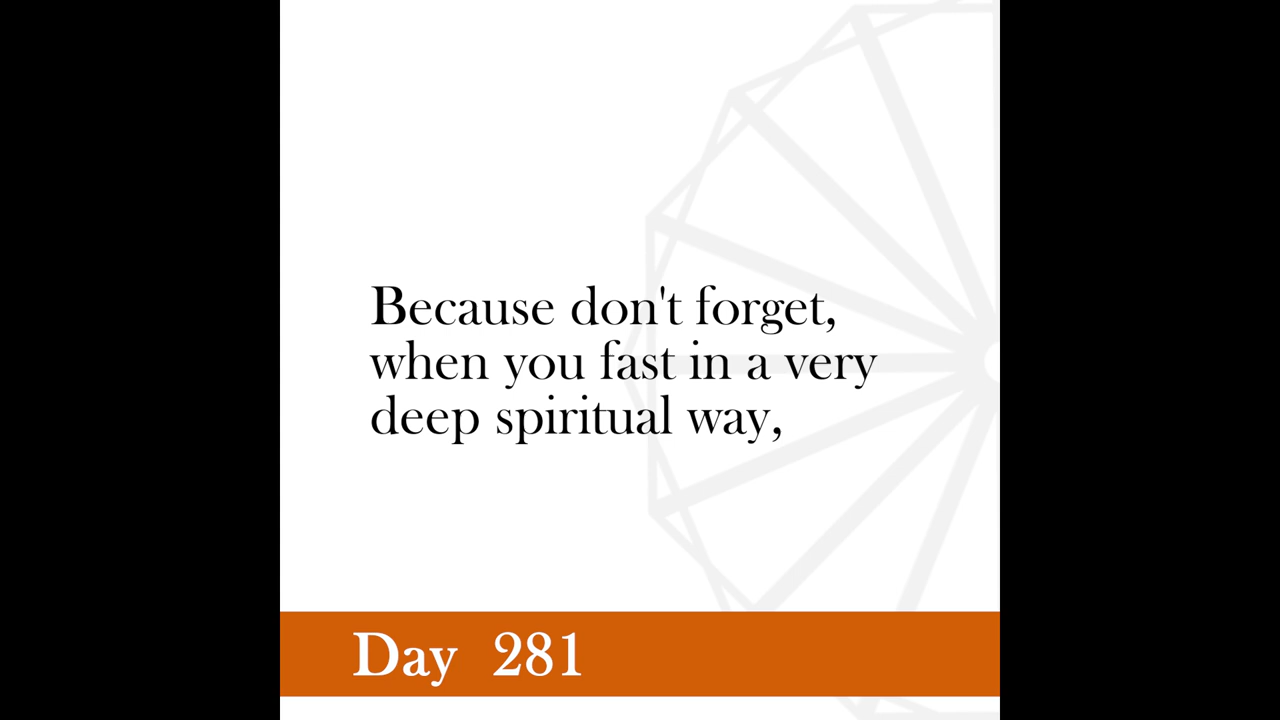 Because don't forget,
when you fast in a very
deep spiritual way,
Day 281